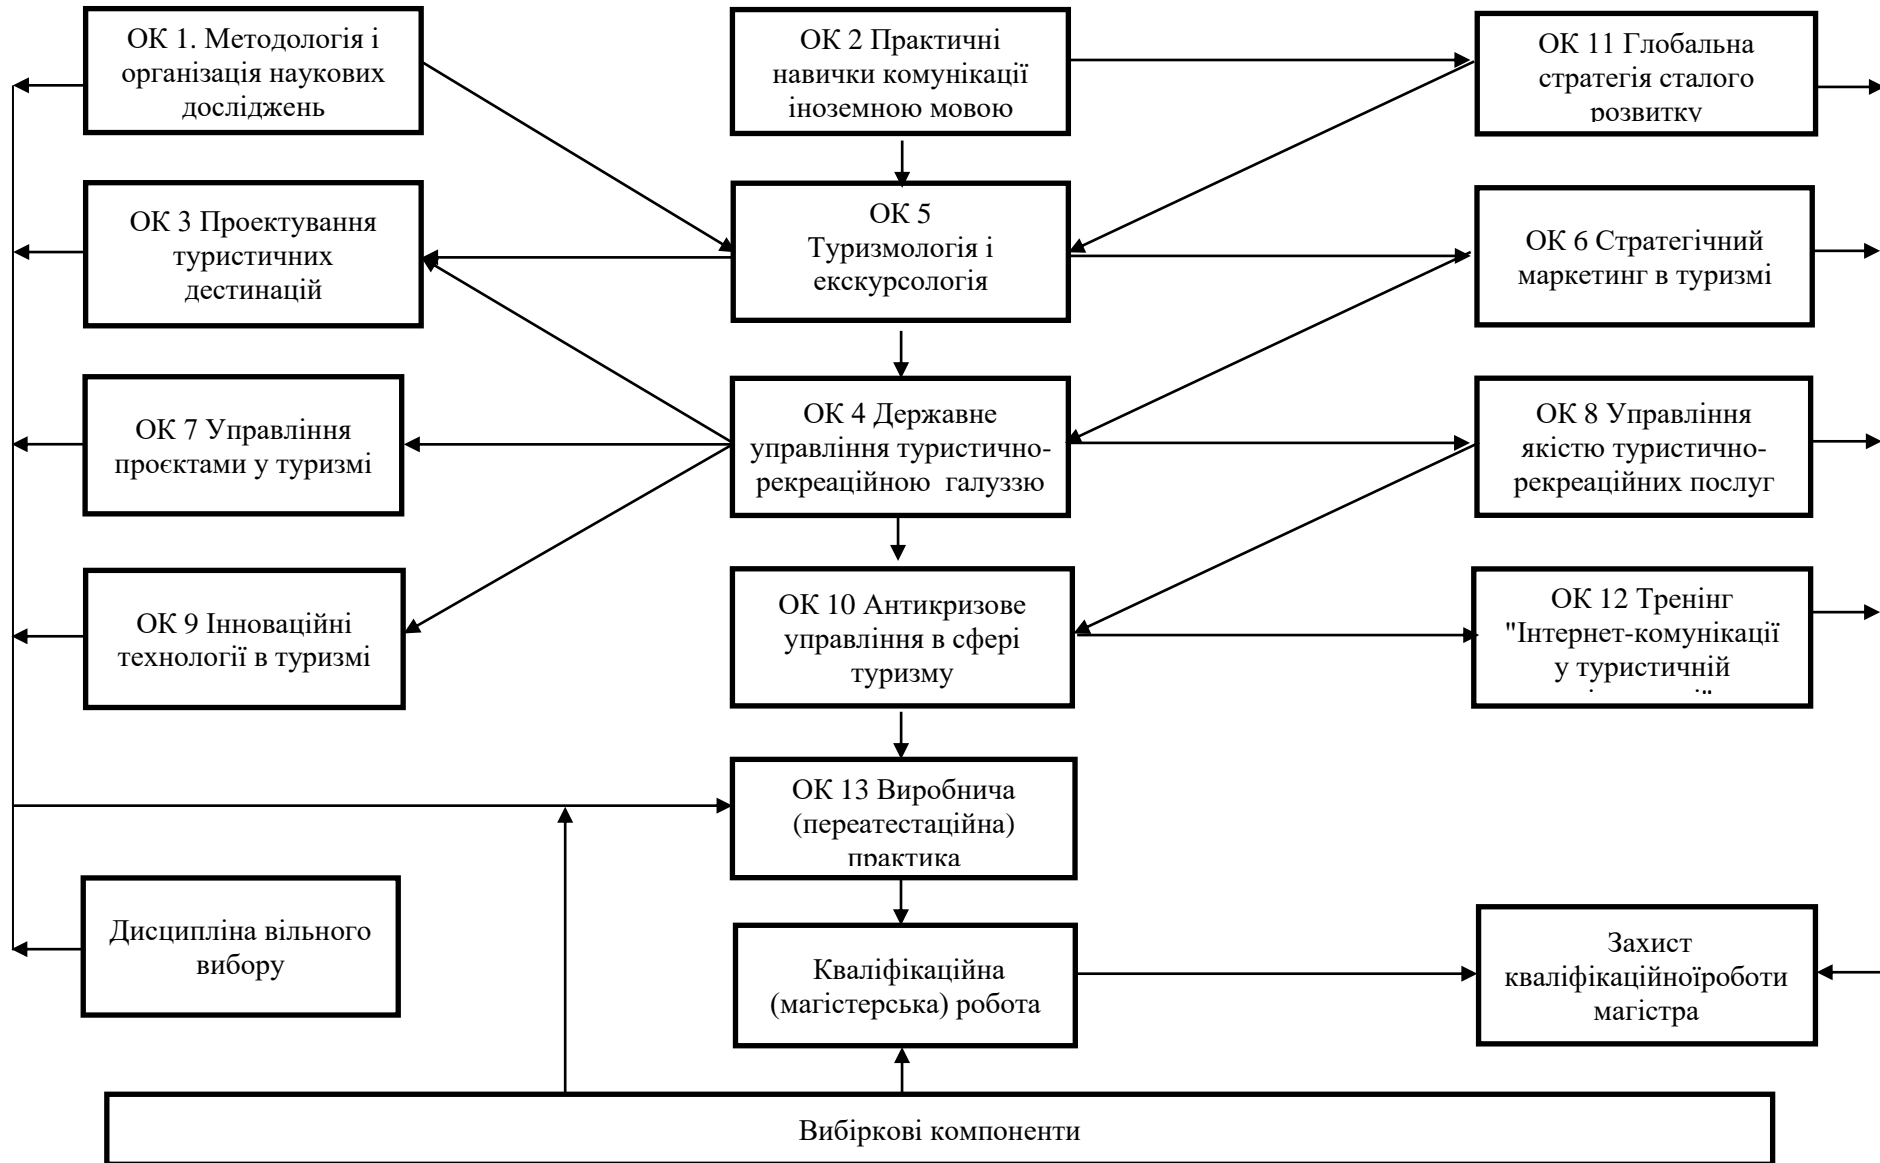 ОК 1. Методологія і
організація наукових
досліджень
ОК 2 Практичні
навички комунікації
іноземною мовою
ОК 11 Глобальна
стратегія сталого
розвитку
ОК 3 Проектування
туристичних
дестинацій
ОК 5
Туризмологія і
екскурсологія
ОК 6 Стратегічний
маркетинг в туризмі
ОК 7 Управління
проєктами у туризмі
ОК 4 Державне
управління туристично-
рекреаційною галуззю
ОК 8 Управління
якістю туристично-
рекреаційних послуг
ОК 9 Інноваційні
технології в туризмі
ОК 10 Антикризове
управління в сфері
туризму
ОК 12 Тренінг
"Інтернет-комунікації
у туристичній
ОК 13 Виробнича
(переатестаційна)
практика
Дисципліна вільного
вибору
Кваліфікаційна
(магістерська) робота
Захист
кваліфікаційноїроботи
магістра
Вибіркові компоненти